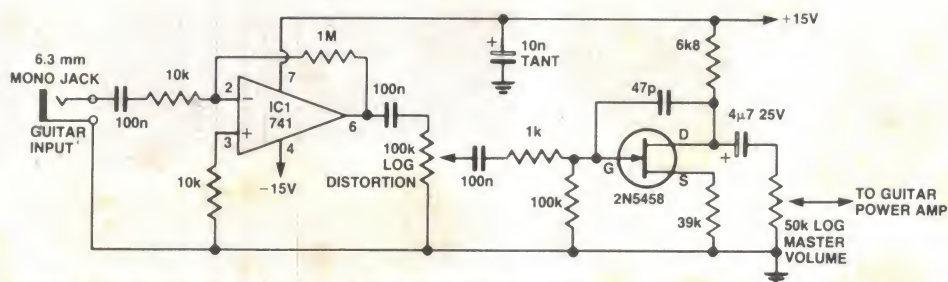 +15V
1M
+
10n
TANT
6k8
6.3 mm
MONO JACK
10k
7
47p
2
−
IC1
741
6
100n
100n
4µ7 25V
GUITAR
INPUT
100n
3
+
4
−15V
100k
LOG
DISTORTION
1k
100n
G
D
S
+
2N5458
10k
100k
39k
50k LOG
MASTER
VOLUME
TO GUITAR
POWER AMP